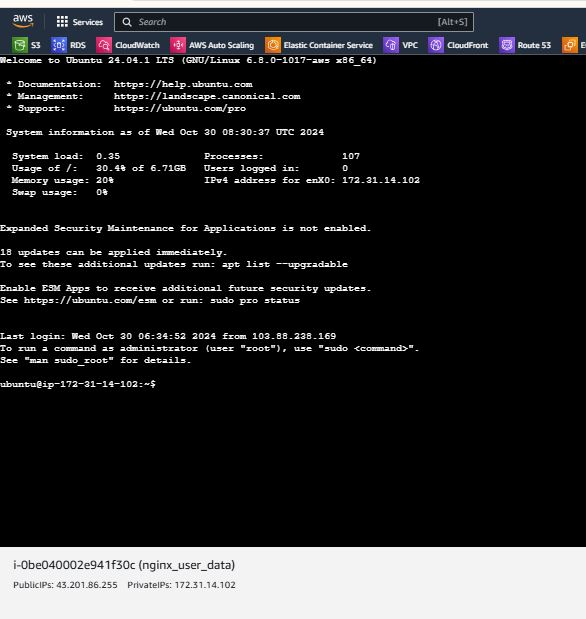 aws
Services
Search [Alt+S]
S3 RDS CloudWatch AWS Auto Scaling Elastic Container Service VPC CloudFront Route 53
Welcome to Ubuntu 24.04.1 LTS (GNU/Linux 6.8.0-1017-aws x86_64)
* Documentation: https://help.ubuntu.com
* Management: https://landscape.canonical.com
* Support: https://ubuntu.com/pro
System information as of Wed Oct 30 08:30:37 UTC 2024
System load: 0.35 Processes: 107
Usage of /: 30.4% of 6.71GB Users logged in: 0
Memory usage: 20% IPv4 address for enX0: 172.31.14.102
Swap usage: 0%
Expanded Security Maintenance for Applications is not enabled.
18 updates can be applied immediately.
To see these additional updates run: apt list --upgradable
Enable ESM Apps to receive additional future security updates.
See https://ubuntu.com/esm or run: sudo pro status
Last login: Wed Oct 30 06:34:52 2024 from 103.88.238.169
To run a command as administrator (user "root"), use "sudo <command>".
See "man sudo_root" for details.
ubuntu@ip-172-31-14-102:~$
i-0be040002e941f30c (nginx_user_data)
PublicIPs: 43.201.86.255 PrivateIPs: 172.31.14.102